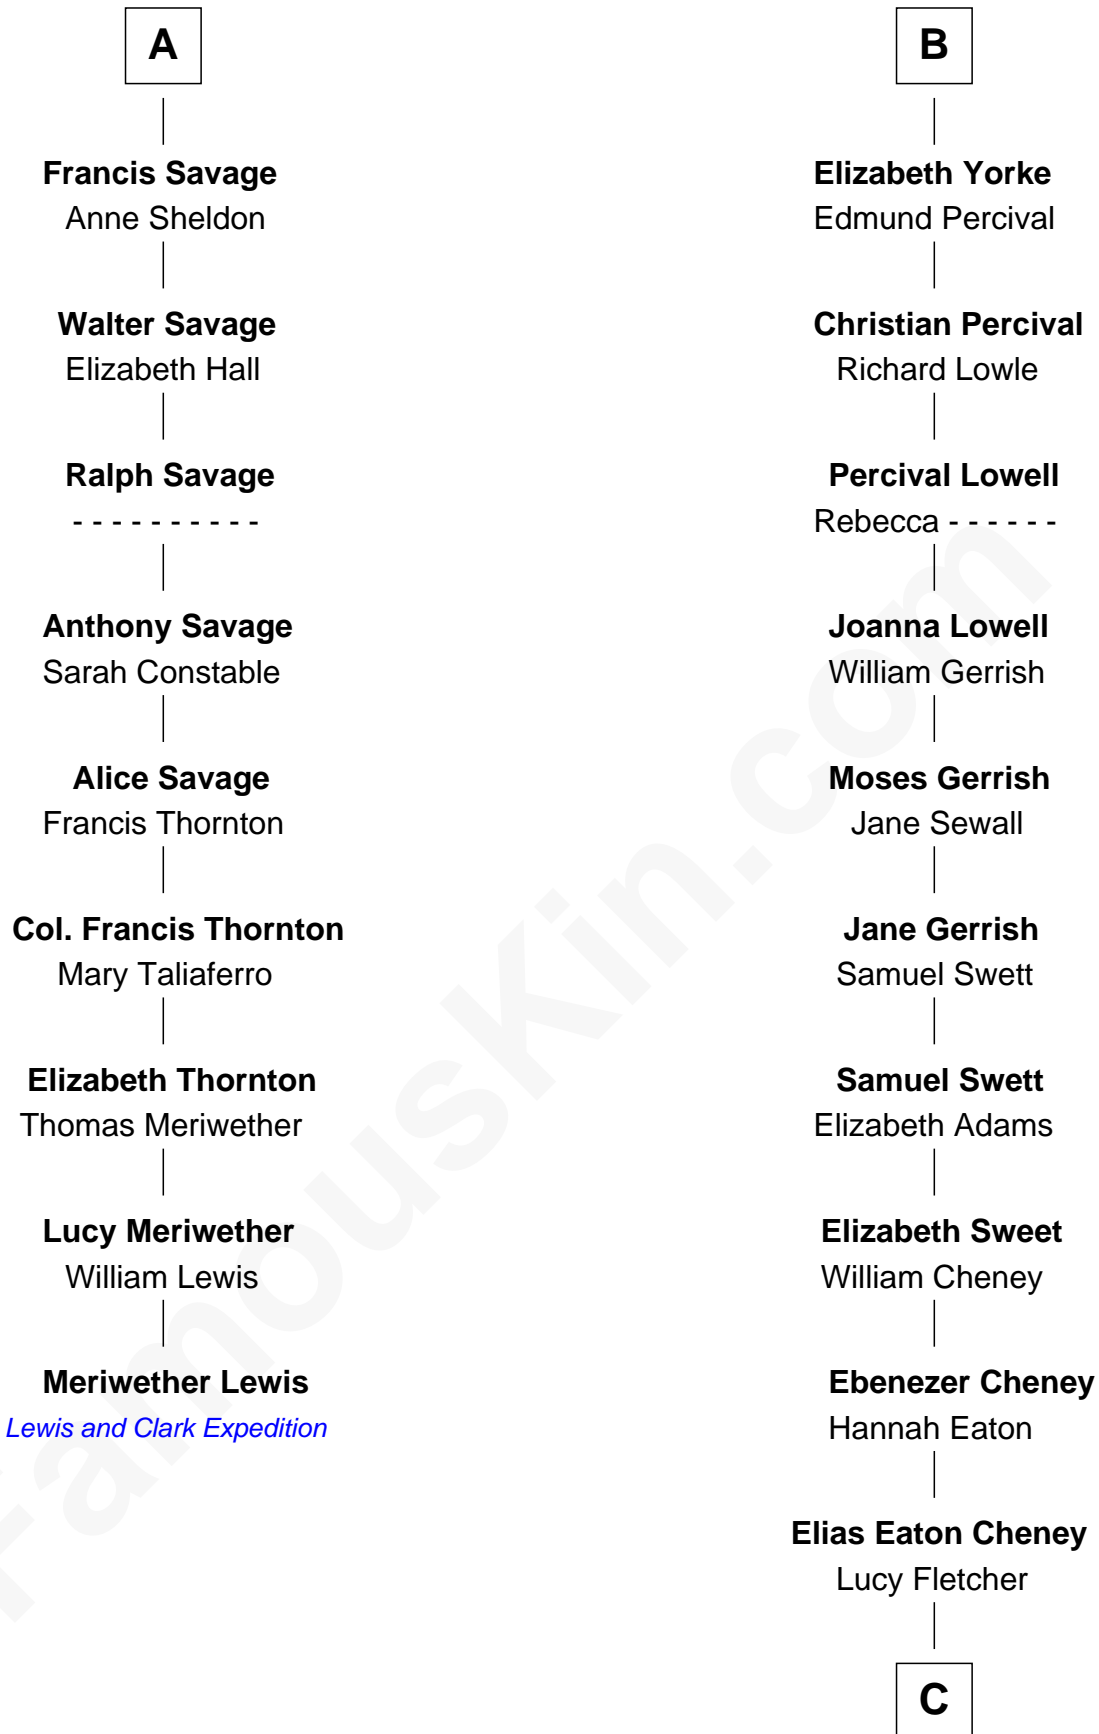 A
Francis Savage
Anne Sheldon
Walter Savage
Elizabeth Hall
Ralph Savage
- - - - - - - - - -
Anthony Savage
Sarah Constable
Alice Savage
Francis Thornton
Col. Francis Thornton
Mary Taliaferro
Elizabeth Thornton
Thomas Meriwether
Lucy Meriwether
William Lewis
Meriwether Lewis
Lewis and Clark Expedition
B
Elizabeth Yorke
Edmund Percival
Christian Percival
Richard Lowle
Percival Lowell
Rebecca - - - - - -
Joanna Lowell
William Gerrish
Moses Gerrish
Jane Sewall
Jane Gerrish
Samuel Swett
Samuel Swett
Elizabeth Adams
Elizabeth Sweet
William Cheney
Ebenezer Cheney
Hannah Eaton
Elias Eaton Cheney
Lucy Fletcher
C
FamousKin.com